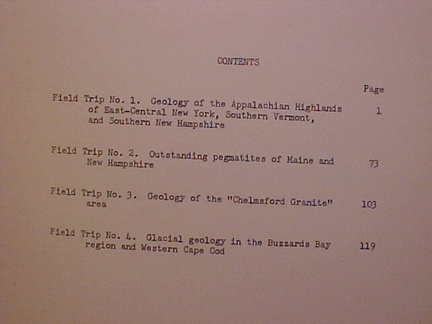 CONTENTS
Page
Field Trip No. 1. Geology of the Appalachian Highlands
of East-Central New York, Southern Vermont,
and Southern New Hampshire 1
Field Trip No. 2. Outstanding pegmatites of Maine and
New Hampshire 73
Field Trip No. 3. Geology of the "Chelmsford Granite"
area 103
Field Trip No. 4. Glacial geology in the Buzzards Bay
region and Western Cape Cod 119